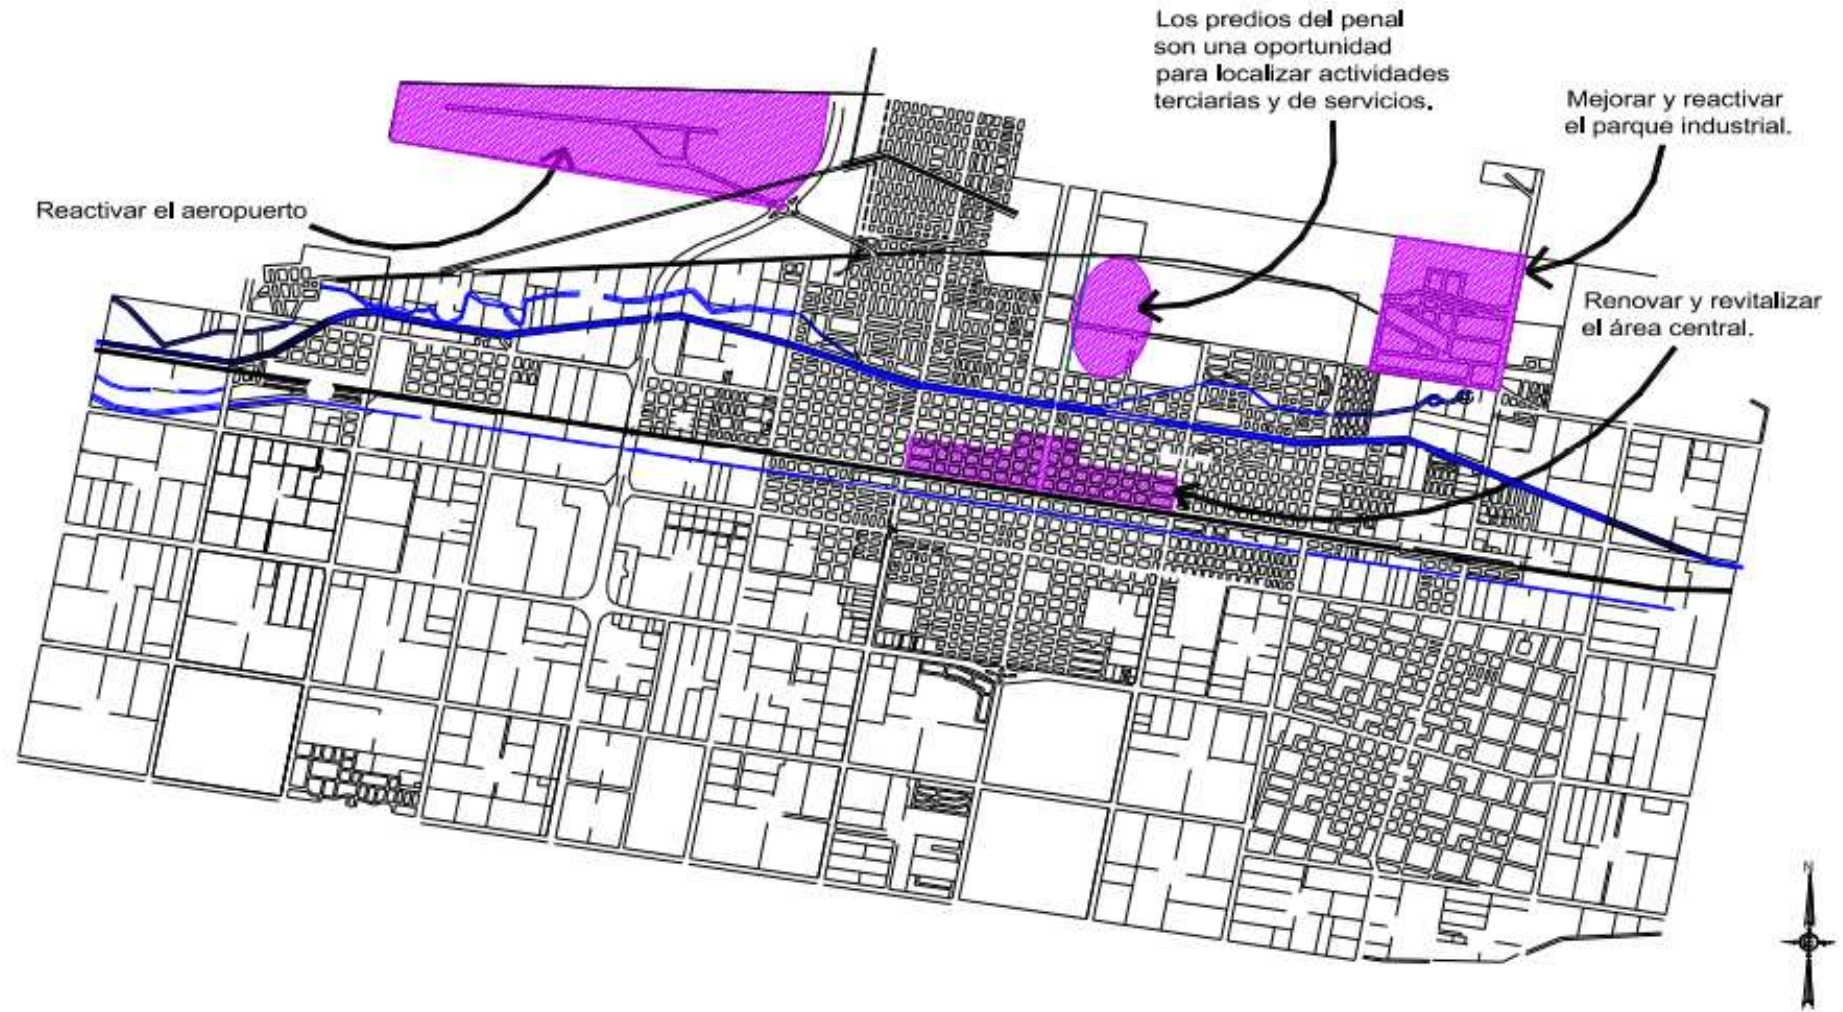 Los predios del penal
son una oportunidad
para localizar actividades
terciarias y de servicios.
Mejorar y reactivar
el parque industrial.
Reactivar el aeropuerto
Renovar y revitalizar
el área central.
N